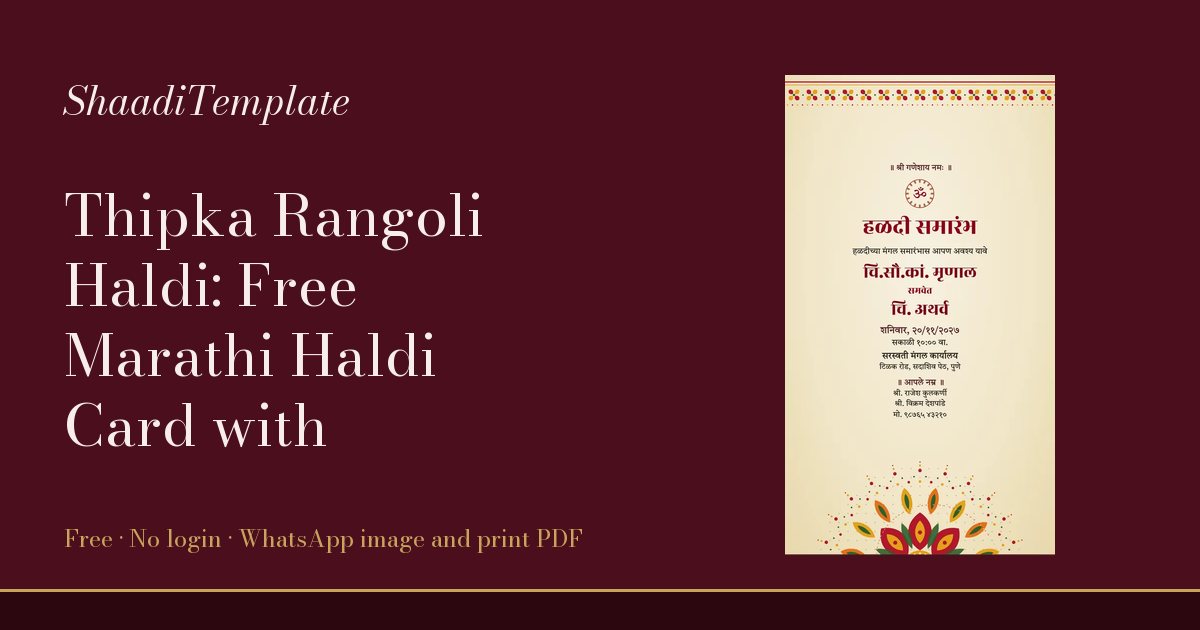 ShaadiTemplate
Thipka Rangoli
Haldi: Free
Marathi Haldi
Card with
Free · No login · WhatsApp image and print PDF
॥ श्री गणेशाय नमः ॥
ॐ
हळदी समारंभ
हळदीच्या मंगल समारंभास आपण अवश्य यावे
चि.सौ.कां. मृणाल
समवेत
चि. अथर्व
शनिवार, २०/११/२०२७
सकाळी १०:०० वा.
सरस्वती मंगल कार्यालय
टिळक रोड, सदाशिव पेठ, पुणे
॥ आपले नम्र ॥
श्री. राजेश कुलकर्णी
श्री. विक्रम देशपांडे
मो. ९८७६५ ४३२१०